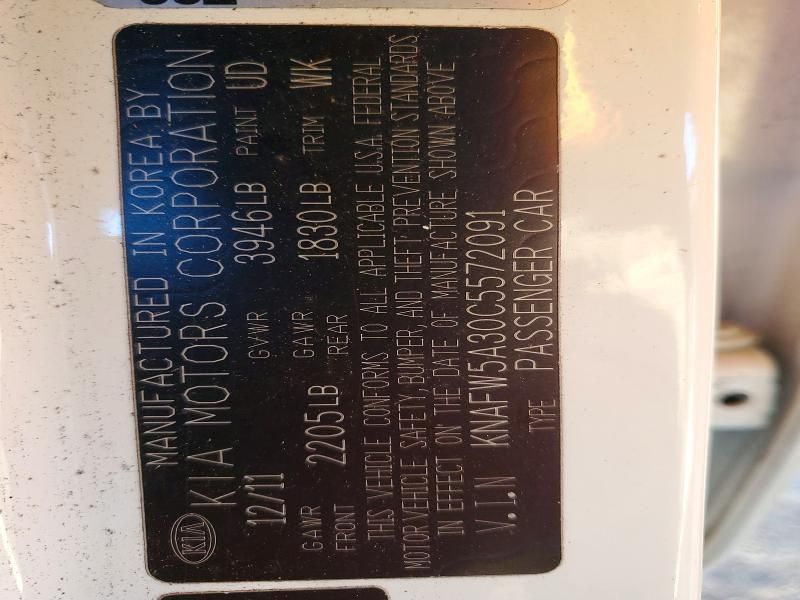 MANUFACTURED IN KOREA BY
KIA KIA MOTORS CORPORATION
12/11 GVWR 3946LB PAINT UD
GAWR FRONT 2205LB GAWR REAR 1830LB TRIM WK
THIS VEHICLE CONFORMS TO ALL APPLICABLE U.S.A. FEDERAL
MOTOR VEHICLE SAFETY, BUMPER, AND THEFT PREVENTION STANDARDS
IN EFFECT ON THE DATE OF MANUFACTURE SHOWN ABOVE
V.I.N KNAFW5A30C5572091
TYPE PASSENGER CAR